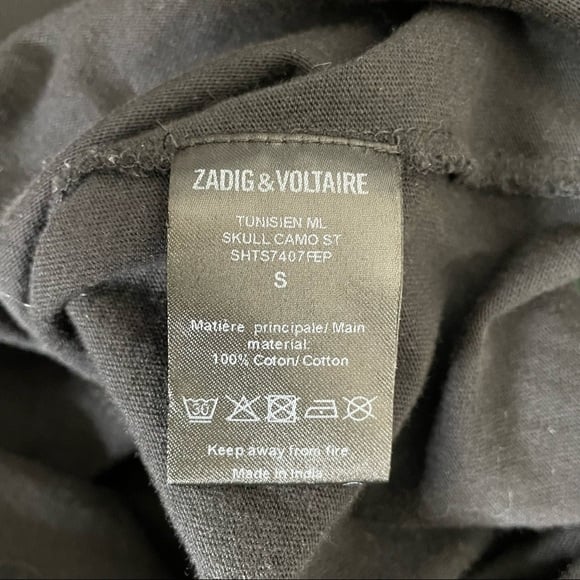 ZADIG & VOLTAIRE
TUNISIEN ML
SKULL CAMO ST
SHTS7407FEP
S
Matière principale/ Main
material:
100% Coton/ Cotton
30
Keep away from fire
Made in India